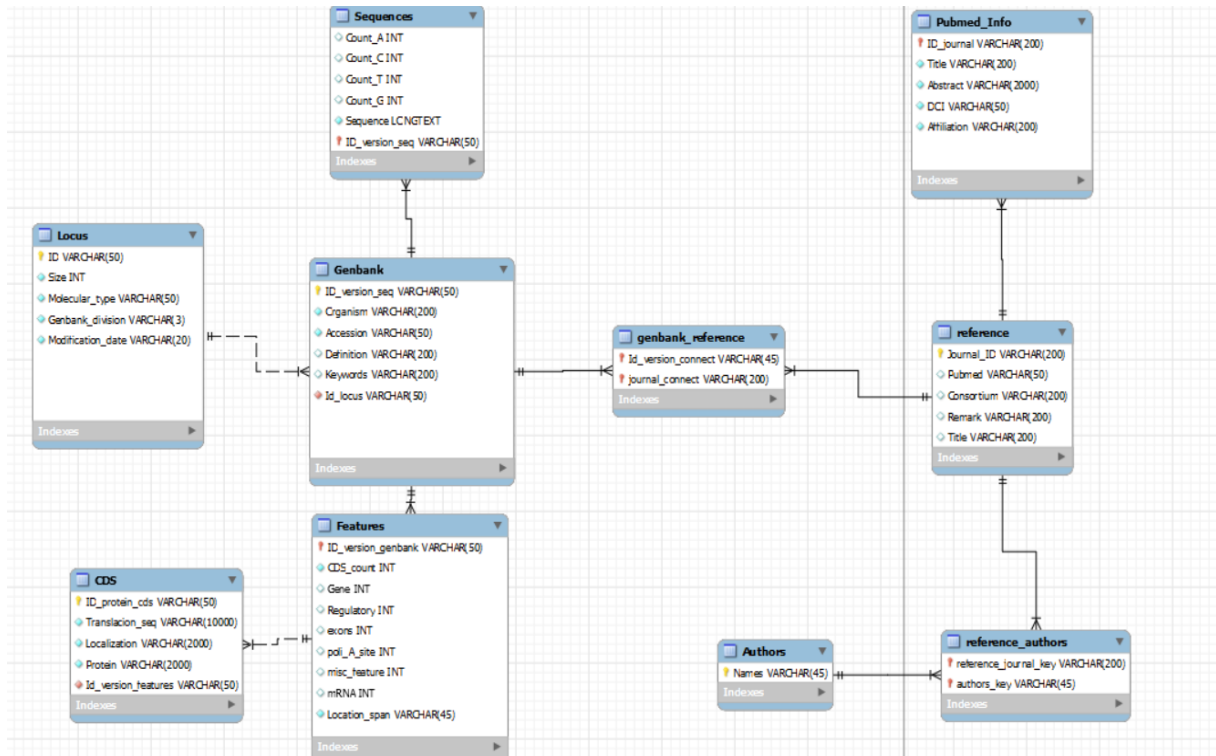 Sequences
Count_A INT
Count_C INT
Count_T INT
Count_G INT
Sequence LONGTEXT
ID_version_seq VARCHAR(50)
Indexes
Pubmed_Info
ID_journal VARCHAR(200)
Title VARCHAR(200)
Abstract VARCHAR(2000)
DCI VARCHAR(50)
Affiliation VARCHAR(200)
Indexes
Locus
ID VARCHAR(50)
Size INT
Molecular_type VARCHAR(50)
Genbank_division VARCHAR(3)
Modification_date VARCHAR(20)
Indexes
Genbank
ID_version_seq VARCHAR(50)
Organism VARCHAR(200)
Accession VARCHAR(50)
Definition VARCHAR(200)
Keywords VARCHAR(200)
Id_locus VARCHAR(50)
Indexes
genbank_reference
Id_version_connect VARCHAR(45)
journal_connect VARCHAR(200)
Indexes
reference
Journal_ID VARCHAR(200)
Pubmed VARCHAR(50)
Consortium VARCHAR(200)
Remark VARCHAR(200)
Title VARCHAR(200)
Indexes
Features
ID_version_genbank VARCHAR(50)
CDS_count INT
Gene INT
Regulatory INT
exons INT
poli_A_site INT
misc_feature INT
mRNA INT
Location_span VARCHAR(45)
Indexes
CDS
ID_protein_cds VARCHAR(50)
Translacion_seq VARCHAR(10000)
Localization VARCHAR(2000)
Protein VARCHAR(2000)
Id_version_features VARCHAR(50)
Indexes
Authors
Names VARCHAR(45)
Indexes
reference_authors
reference_journal_key VARCHAR(200)
authors_key VARCHAR(45)
Indexes